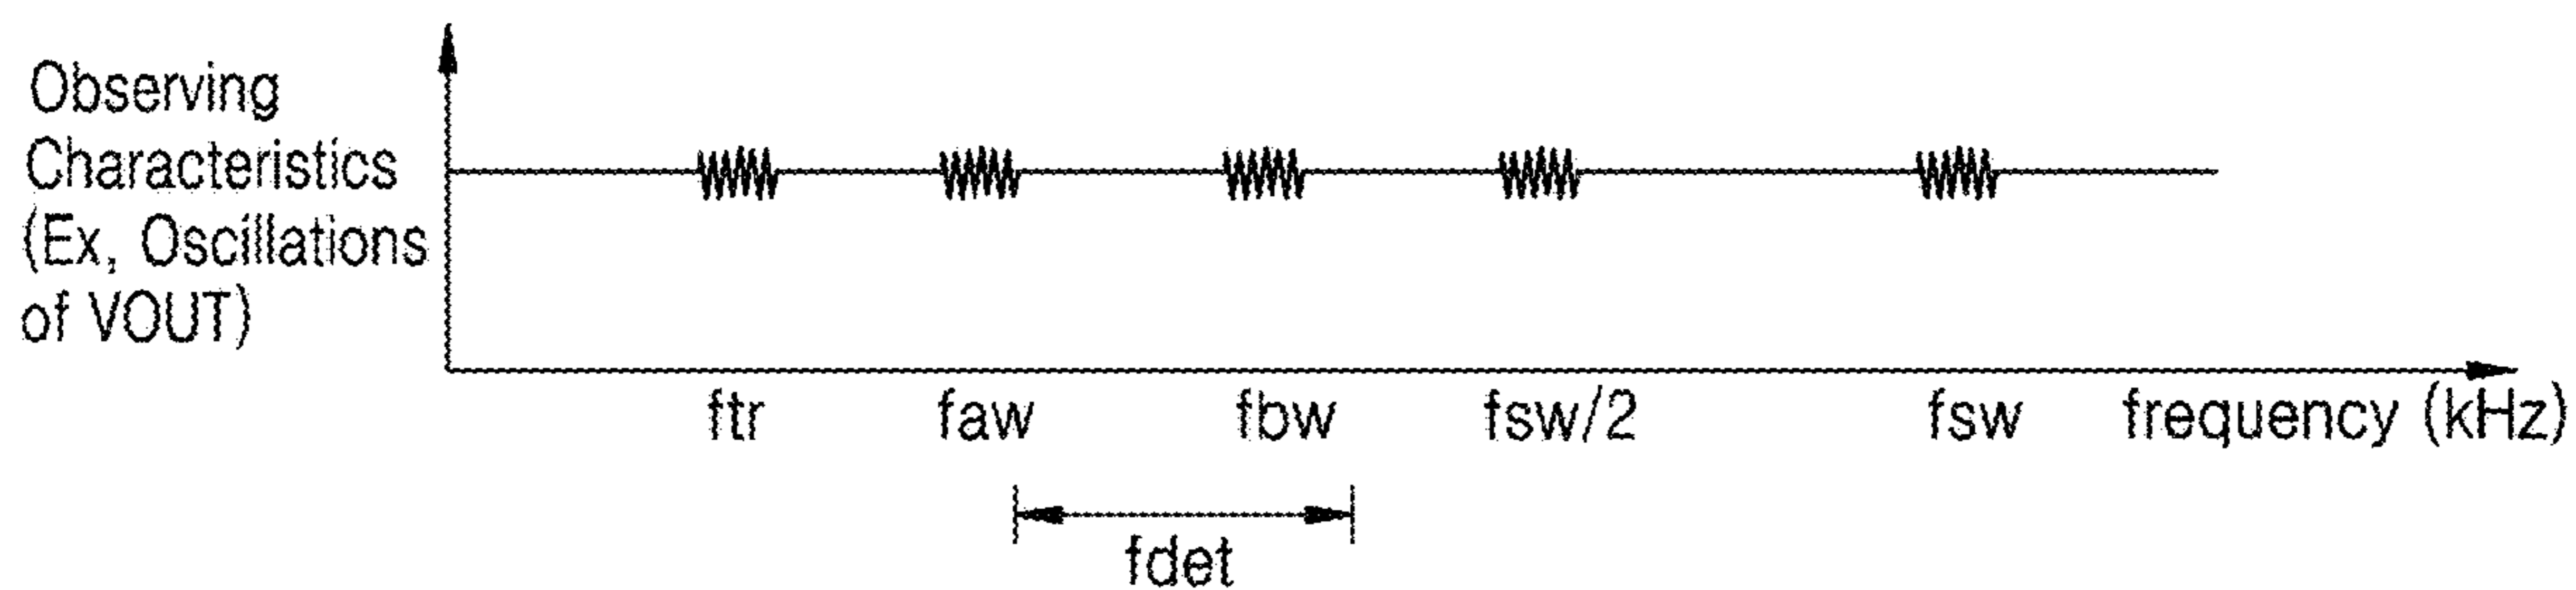 Observing
Characteristics
(Ex, Oscillations
of VOUT)
ftr faw fbw fsw/2 fsw frequency (kHz)
fdet